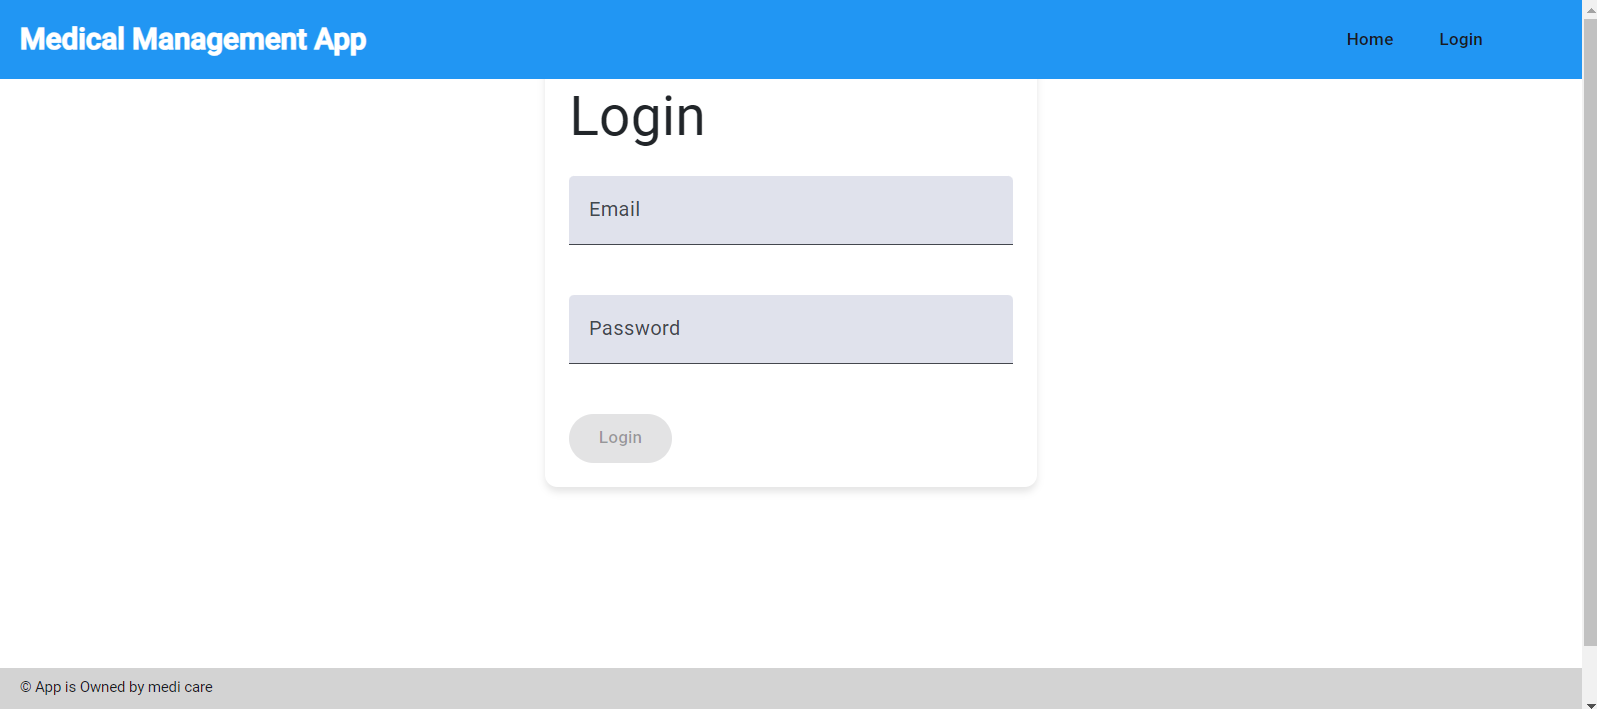 Medical Management App
Home
Login
Login
Email
Password
Login
© App is Owned by medi care